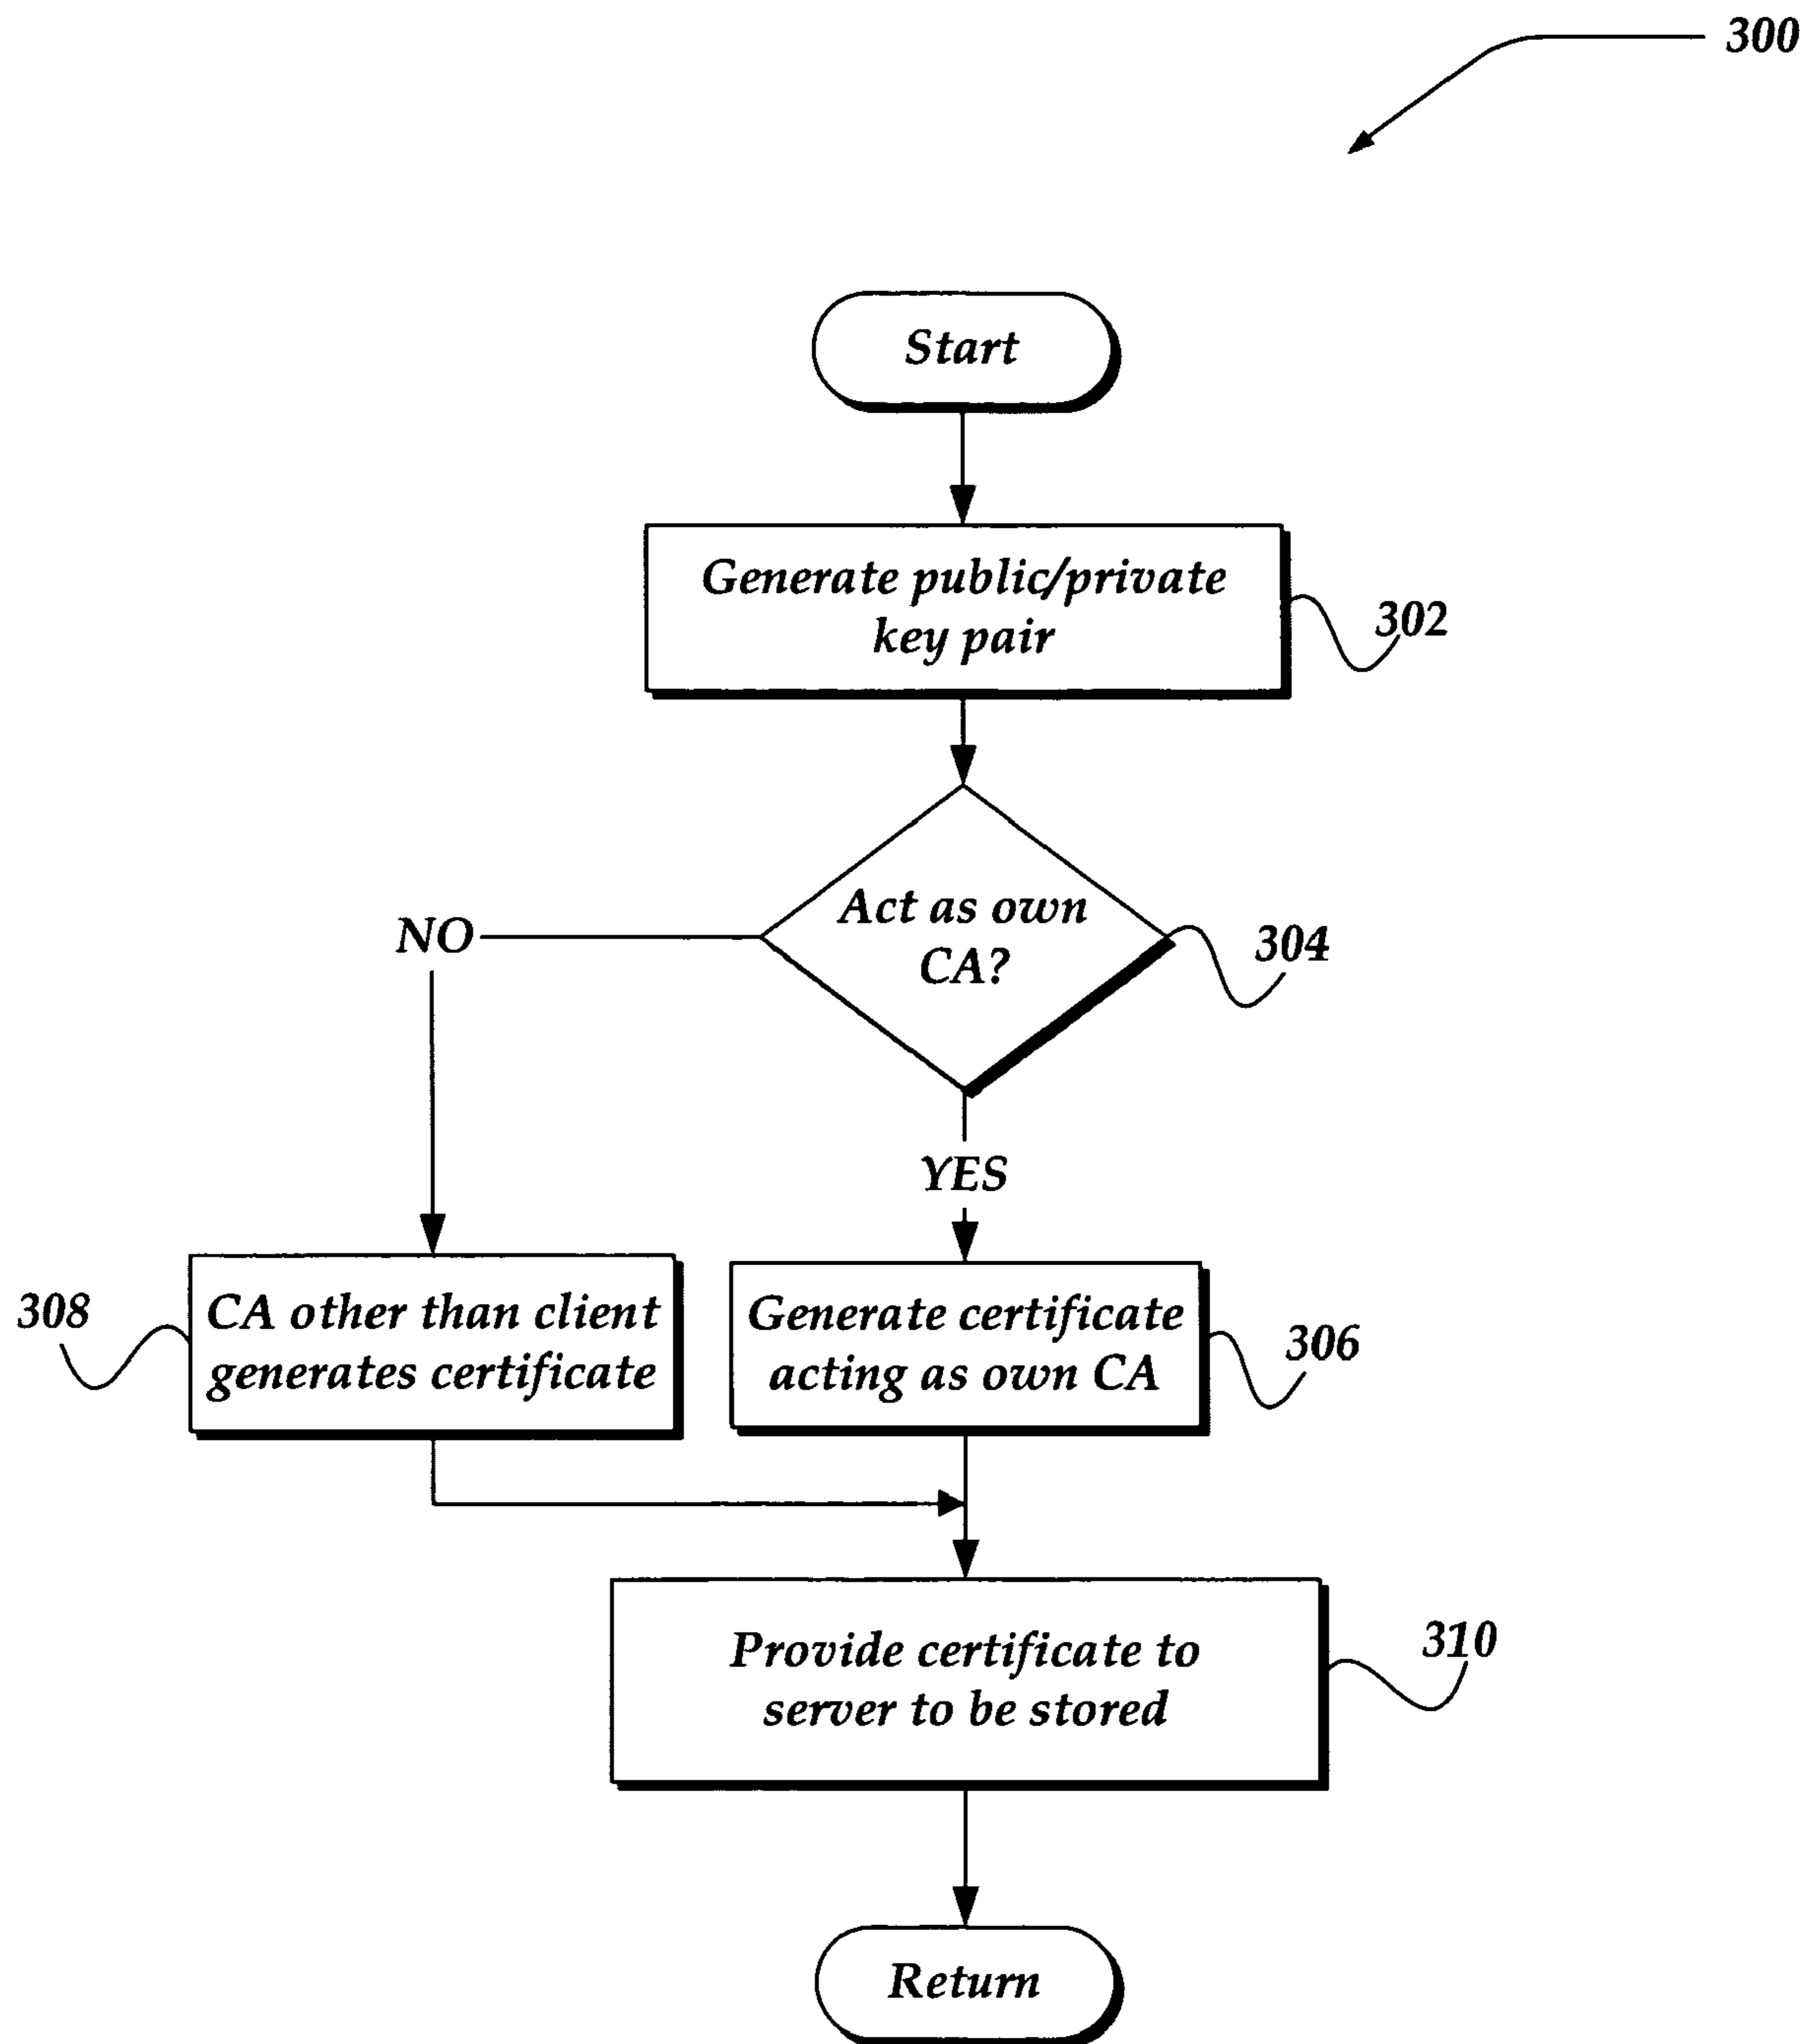 300
Start
Generate public/private
key pair
302
Act as own
CA?
304
NO
YES
308
CA other than client
generates certificate
Generate certificate
acting as own CA
306
Provide certificate to
server to be stored
310
Return